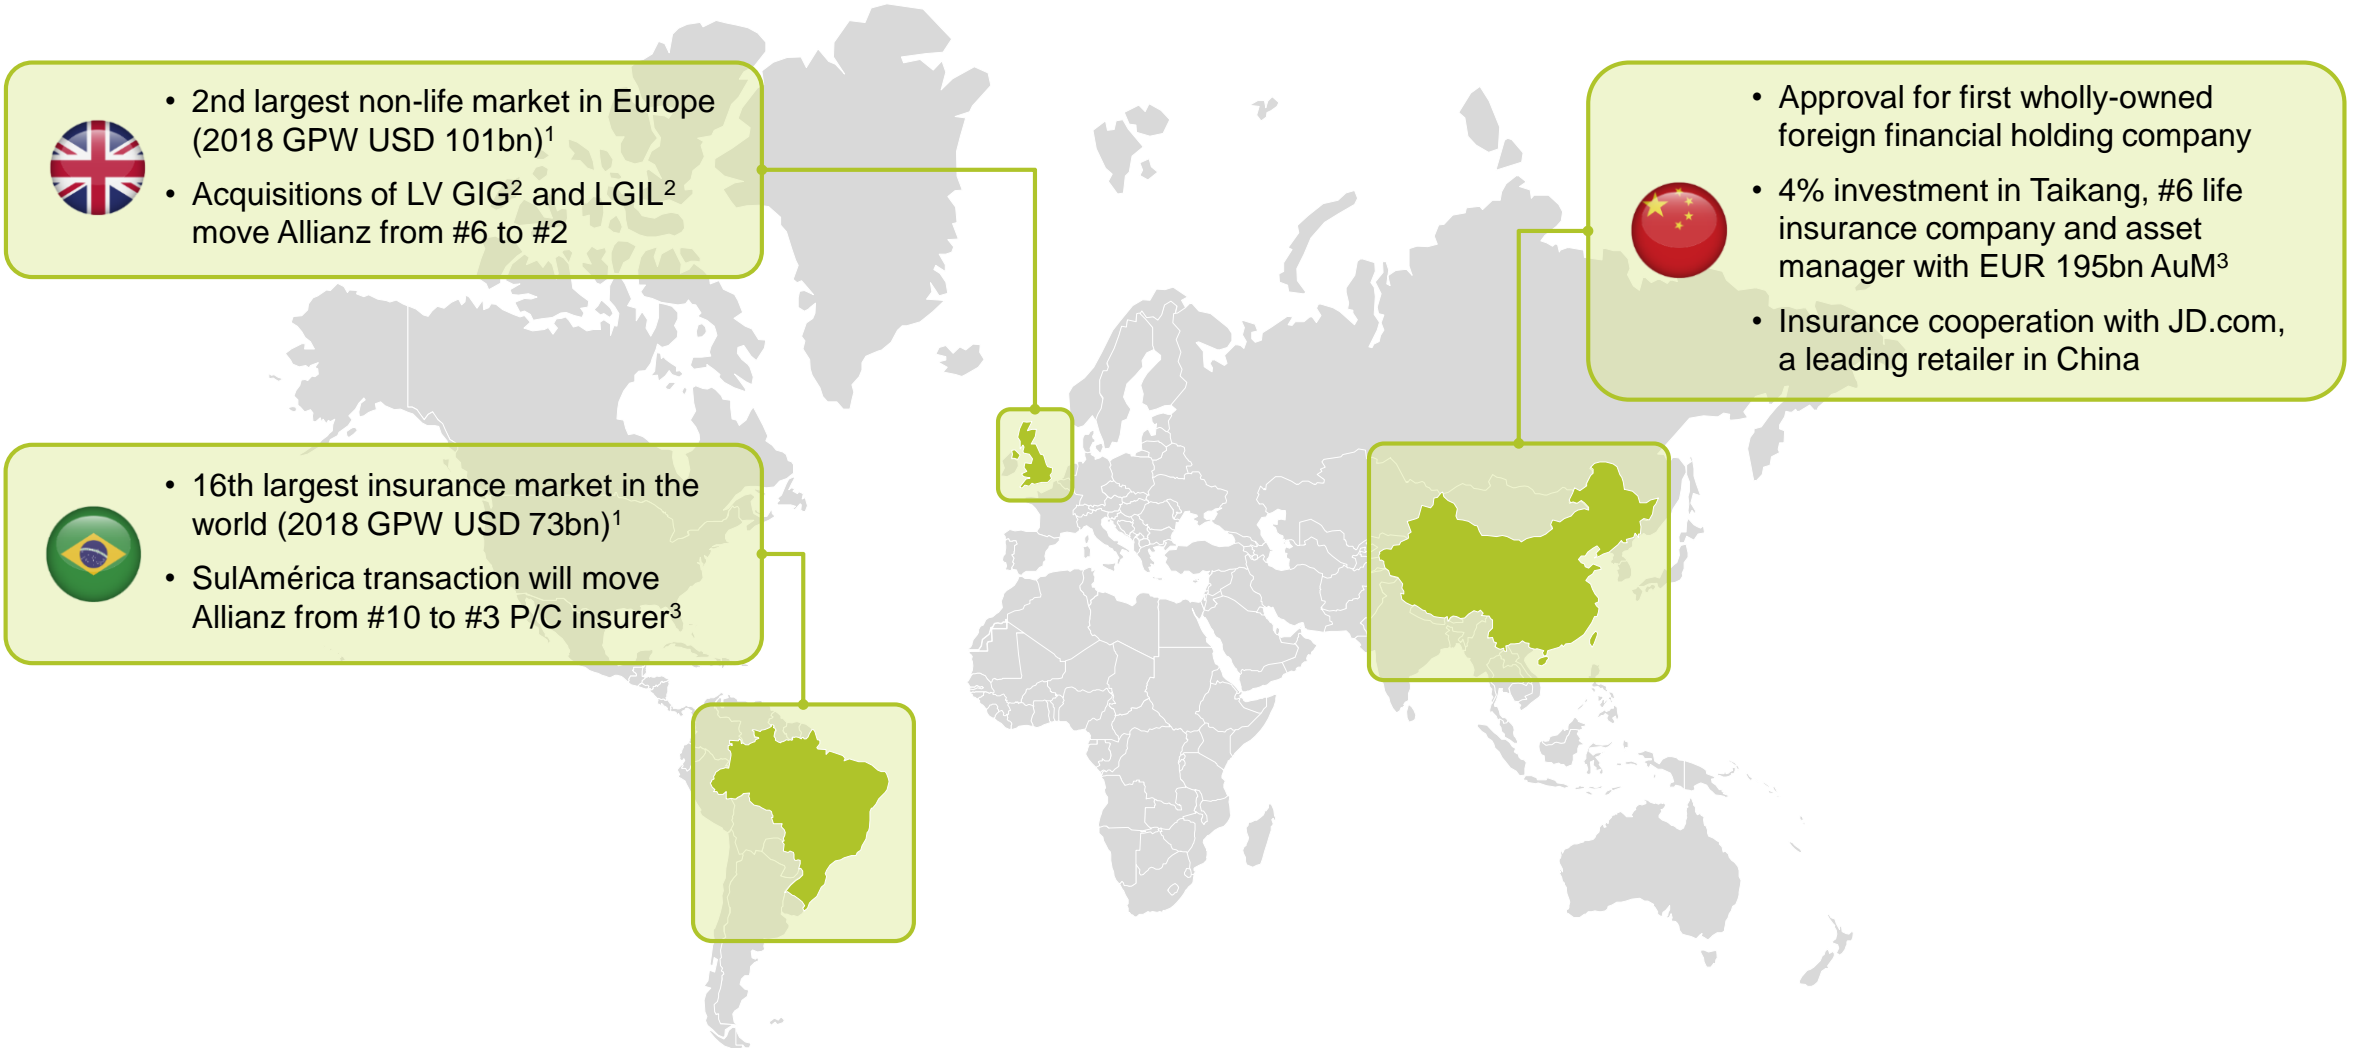 • 2nd largest non-life market in Europe
(2018 GPW USD 101bn)¹
• Acquisitions of LV GIG² and LGIL²
move Allianz from #6 to #2
• 16th largest insurance market in the
world (2018 GPW USD 73bn)¹
• SulAmérica transaction will move
Allianz from #10 to #3 P/C insurer³
• Approval for first wholly-owned
foreign financial holding company
• 4% investment in Taikang, #6 life
insurance company and asset
manager with EUR 195bn AuM³
• Insurance cooperation with JD.com,
a leading retailer in China